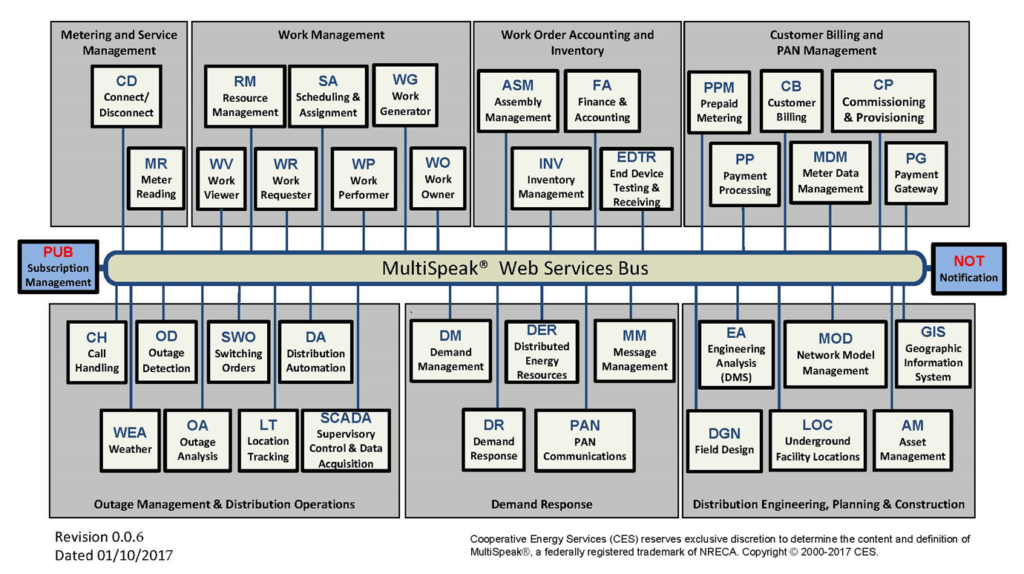 Metering and Service
Management
CD
Connect/
Disconnect
MR
Meter
Reading
Work Management
RM
Resource
Management
SA
Scheduling &
Assignment
WG
Work
Generator
WV
Work
Viewer
WR
Work
Requester
WP
Work
Performer
WO
Work
Owner
Work Order Accounting and
Inventory
ASM
Assembly
Management
FA
Finance &
Accounting
INV
Inventory
Management
EDTR
End Device
Testing &
Receiving
Customer Billing and
PAN Management
PPM
Prepaid
Metering
CB
Customer
Billing
CP
Commissioning
& Provisioning
PP
Payment
Processing
MDM
Meter Data
Management
PG
Payment
Gateway
PUB
Subscription
Management
MultiSpeak® Web Services Bus
NOT
Notification
CH
Call
Handling
OD
Outage
Detection
SWO
Switching
Orders
DA
Distribution
Automation
WEA
Weather
OA
Outage
Analysis
LT
Location
Tracking
SCADA
Supervisory
Control & Data
Acquisition
Outage Management & Distribution Operations
DM
Demand
Management
DER
Distributed
Energy
Resources
MM
Message
Management
DR
Demand
Response
PAN
PAN
Communications
Demand Response
EA
Engineering
Analysis
(DMS)
MOD
Network Model
Management
GIS
Geographic
Information
System
DGN
Field Design
LOC
Underground
Facility Locations
AM
Asset
Management
Distribution Engineering, Planning & Construction
Revision 0.0.6
Dated 01/10/2017
Cooperative Energy Services (CES) reserves exclusive discretion to determine the content and definition of
MultiSpeak®, a federally registered trademark of NRECA. Copyright © 2000-2017 CES.